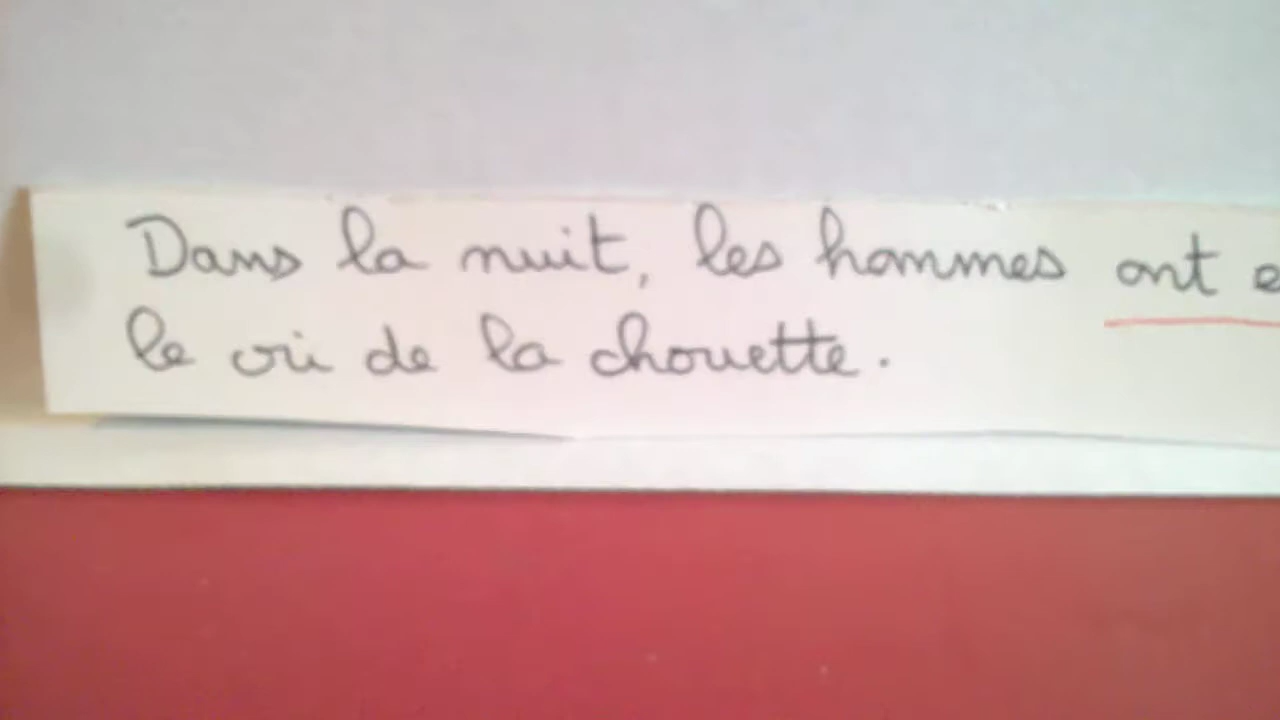 Dans la nuit, les hommes ont
le cri de la chouette.